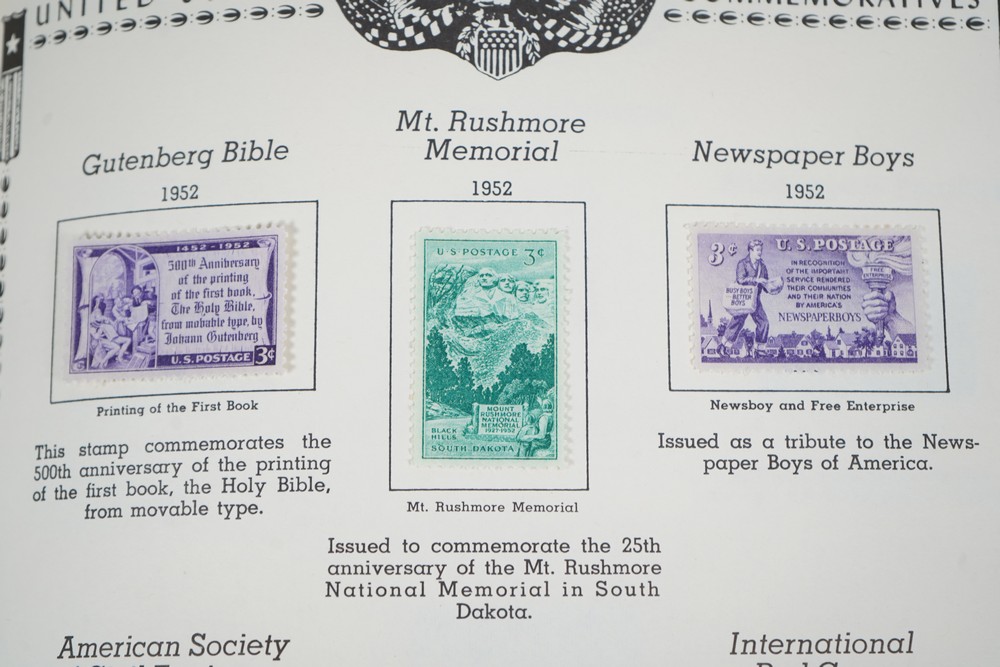 UNITED
COMMEMORATIVES
Gutenberg Bible
1952
1452-1952
500th Anniversary
of the printing
of the first book,
The Holy Bible,
from movable type, by
Johann Gutenberg
U.S. POSTAGE 3¢
Printing of the First Book
This stamp commemorates the
500th anniversary of the printing
of the first book, the Holy Bible,
from movable type.
Mt. Rushmore
Memorial
1952
U·S POSTAGE 3¢
MOUNT
RUSHMORE
NATIONAL
MEMORIAL
1927-1952
BLACK
HILLS
SOUTH DAKOTA
Mt. Rushmore Memorial
Issued to commemorate the 25th
anniversary of the Mt. Rushmore
National Memorial in South
Dakota.
Newspaper Boys
1952
3¢ U.S. POSTAGE
IN RECOGNITION
OF THE IMPORTANT
SERVICE RENDERED
THEIR COMMUNITIES
AND THEIR NATION
BY AMERICA'S
NEWSPAPERBOYS
BUSY BOYS
BETTER
BOYS
FREE
ENTERPRISE
Newsboy and Free Enterprise
Issued as a tribute to the News-
paper Boys of America.
American Society
International